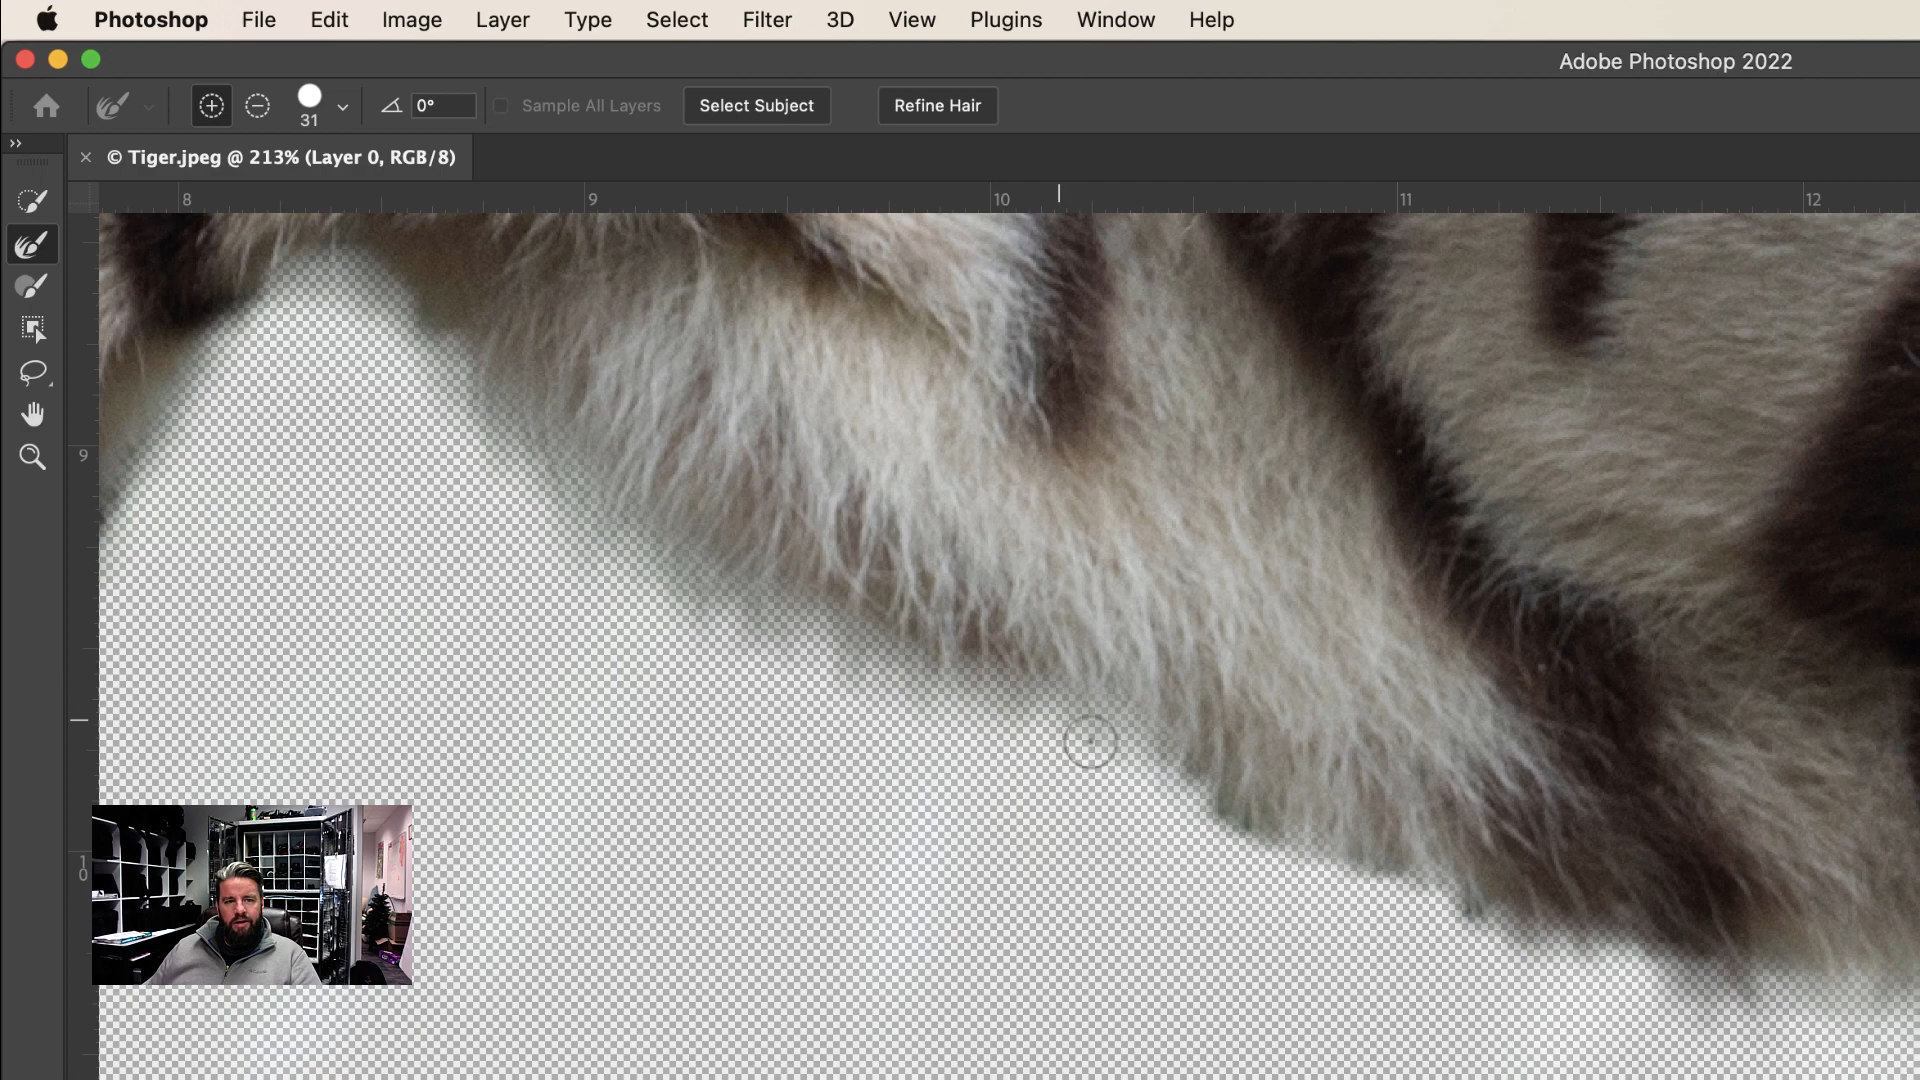 Photoshop File Edit Image Layer Type Select Filter 3D View Plugins Window Help
Adobe Photoshop 2022
31
0°
Sample All Layers
Select Subject
Refine Hair
© Tiger.jpeg @ 213% (Layer 0, RGB/8)
8 9 10 11 12
9
10